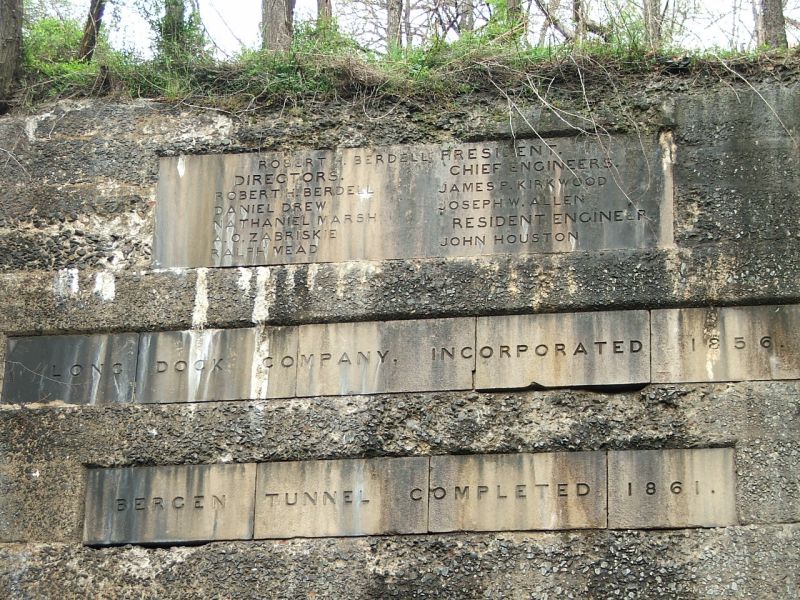 ROBERT H. BERDELL PRESIDENT.
DIRECTORS.
ROBERT H. BERDELL
DANIEL DREW
NATHANIEL MARSH
A. O. ZABRISKIE
RALPH MEAD
CHIEF ENGINEERS.
JAMES P. KIRKWOOD
JOSEPH W. ALLEN
RESIDENT ENGINEER
JOHN HOUSTON
LONG DOCK COMPANY. INCORPORATED 1856.
BERGEN TUNNEL COMPLETED 1861.